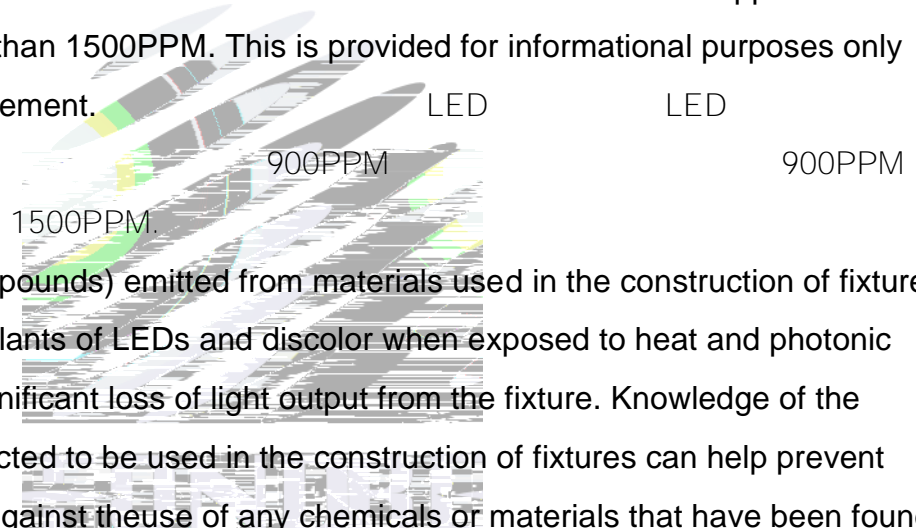 than 1500PPM. This is provided for informational purposes only
ement. LED LED
900PPM 900PPM
1500PPM.
pounds) emitted from materials used in the construction of fixture
lants of LEDs and discolor when exposed to heat and photonic
nificant loss of light output from the fixture. Knowledge of the
cted to be used in the construction of fixtures can help prevent
gainst theuse of any chemicals or materials that have been foun